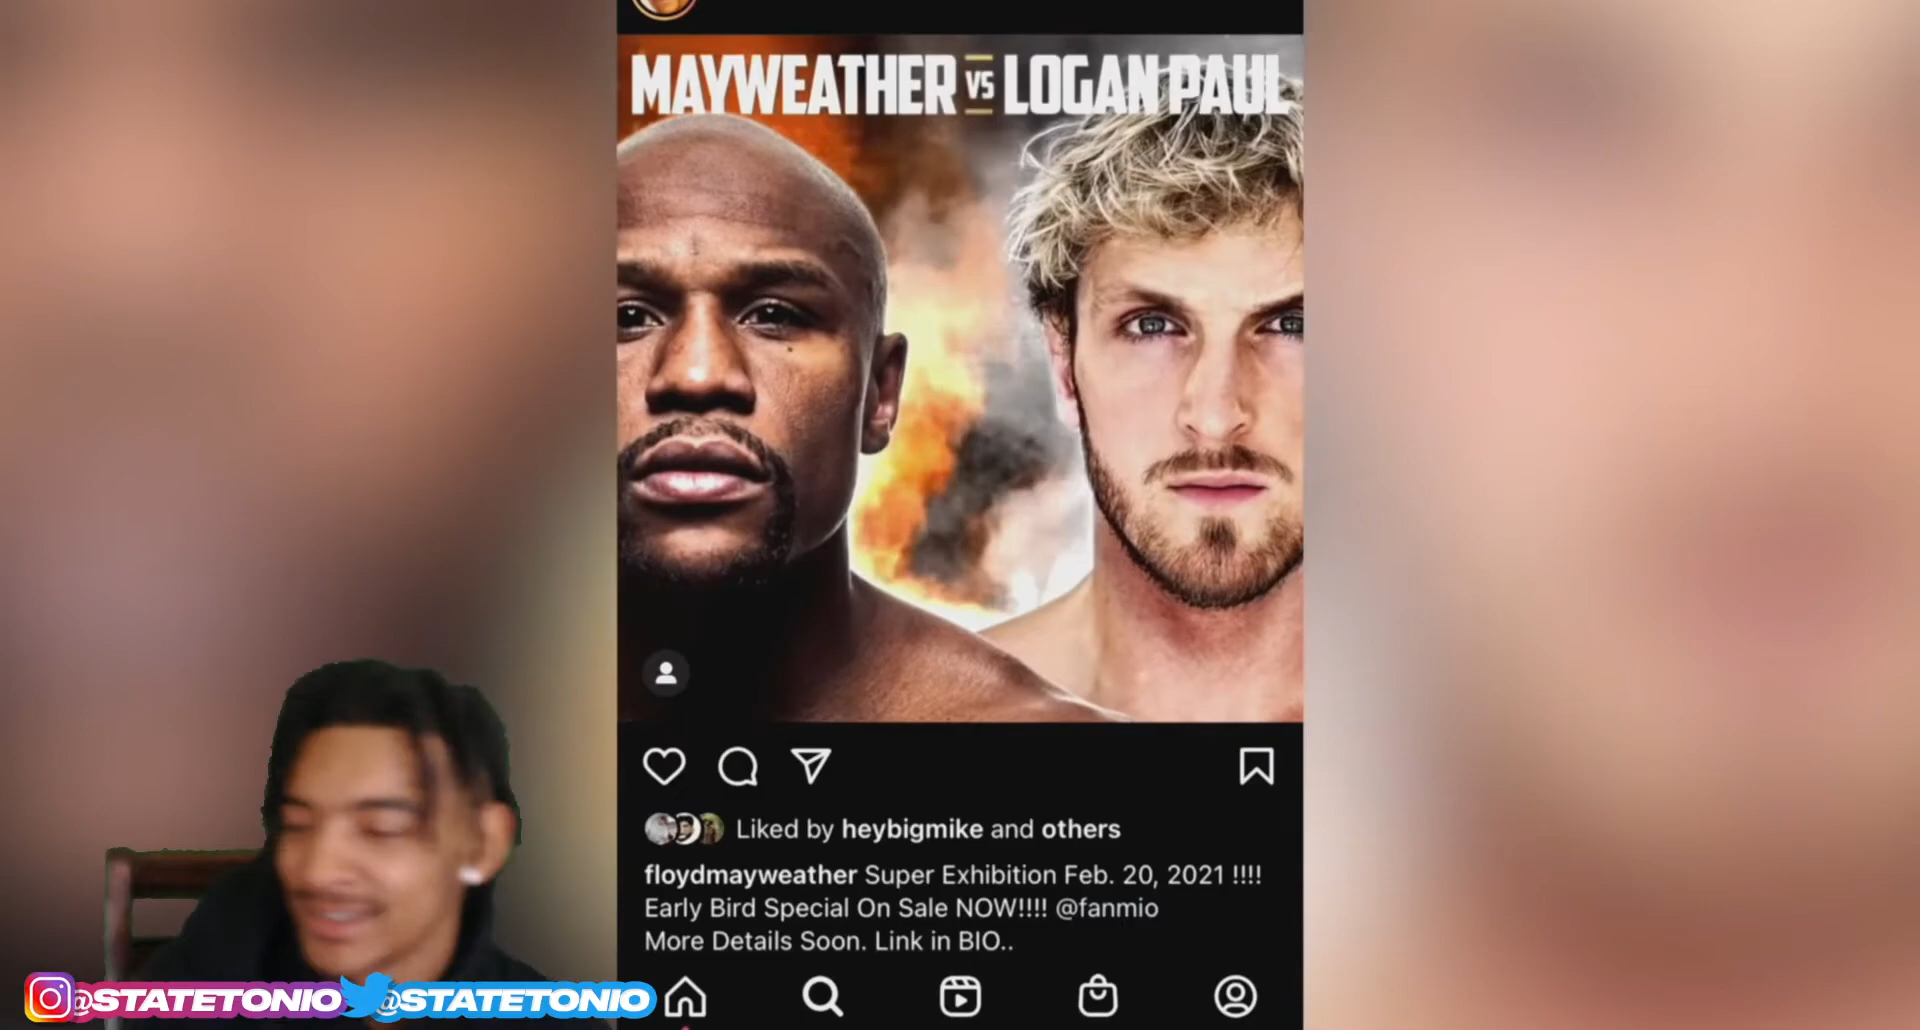 MAYWEATHER VS LOGAN PAUL
Liked by heybigmike and others
floydmayweather Super Exhibition Feb. 20, 2021 !!!!
Early Bird Special On Sale NOW!!!! @fanmio
More Details Soon. Link in BIO..
@STATETONIO @STATETONIO